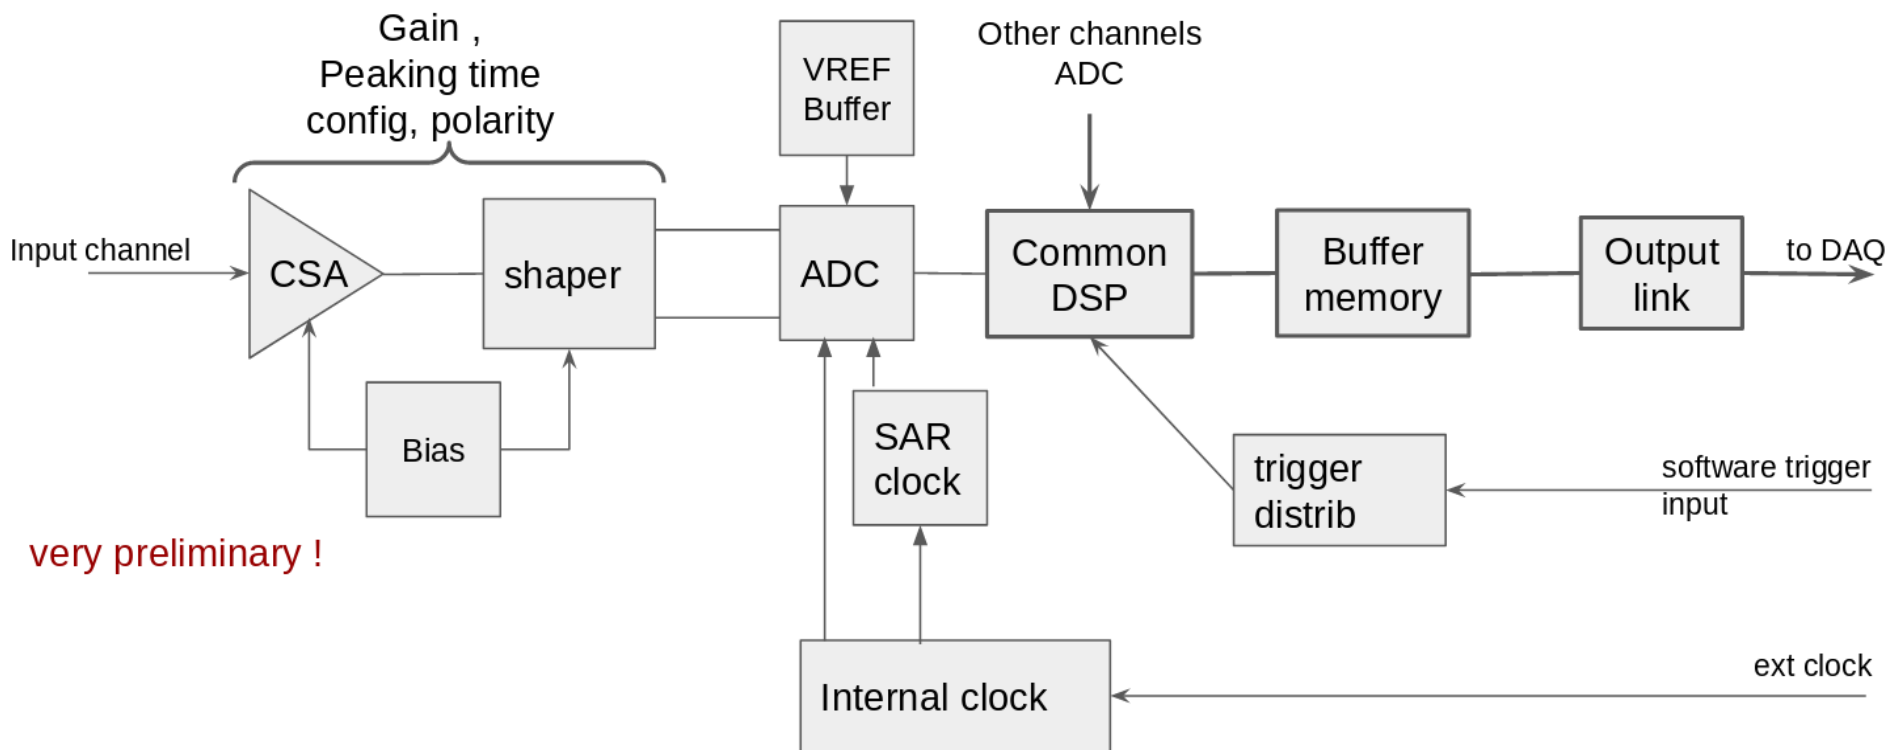 Gain ,
Peaking time
config, polarity
VREF
Buffer
Other channels
ADC
Input channel
CSA
shaper
ADC
Common
DSP
Buffer
memory
Output
link
to DAQ
Bias
SAR
clock
trigger
distrib
software trigger
input
very preliminary !
Internal clock
ext clock